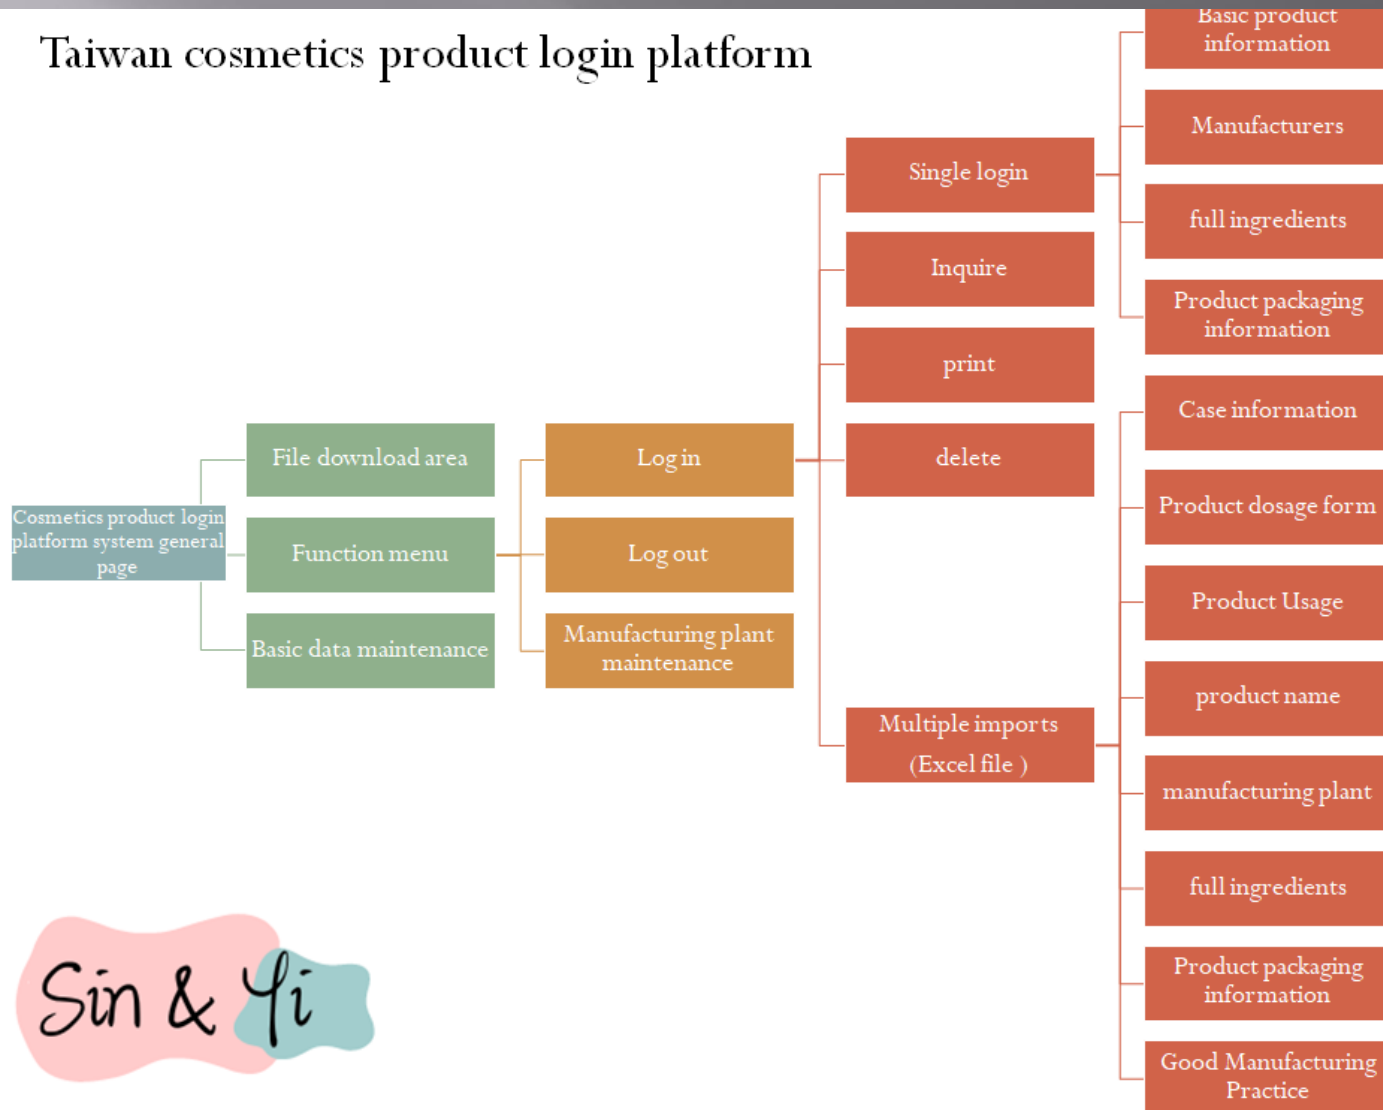 Taiwan cosmetics product login platform
Cosmetics product login
platform system general
page
File download area
Function menu
Basic data maintenance
Log in
Log out
Manufacturing plant
maintenance
Single login
Inquire
print
delete
Multiple imports
(Excel file )
Basic product
information
Manufacturers
full ingredients
Product packaging
information
Case information
Product dosage form
Product Usage
product name
manufacturing plant
full ingredients
Product packaging
information
Good Manufacturing
Practice
Sin & Yi